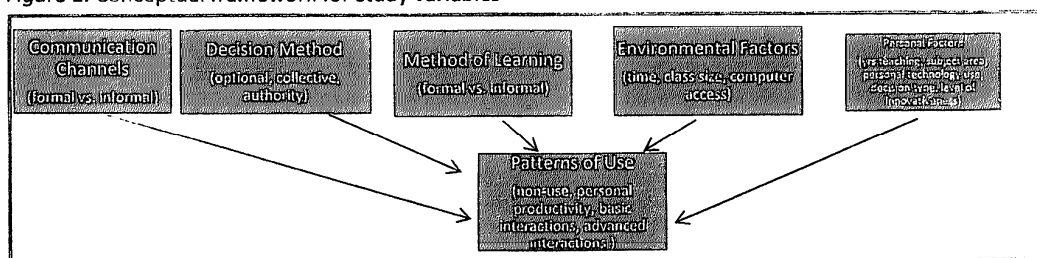 Figure 2. Conceptual framework for study variables
Communication
Channels
(formal vs. informal)
Decision Method
(optional, collective,
authority)
Method of Learning
(formal vs. informal)
Environmental Factors
(time, class size, computer
access)
Personal Factors
(yrs teaching, subject area,
personal technology use,
decision type, level of
innovativeness)
Patterns of Use
(non-use, personal
productivity, basic
interactions, advanced
interactions)